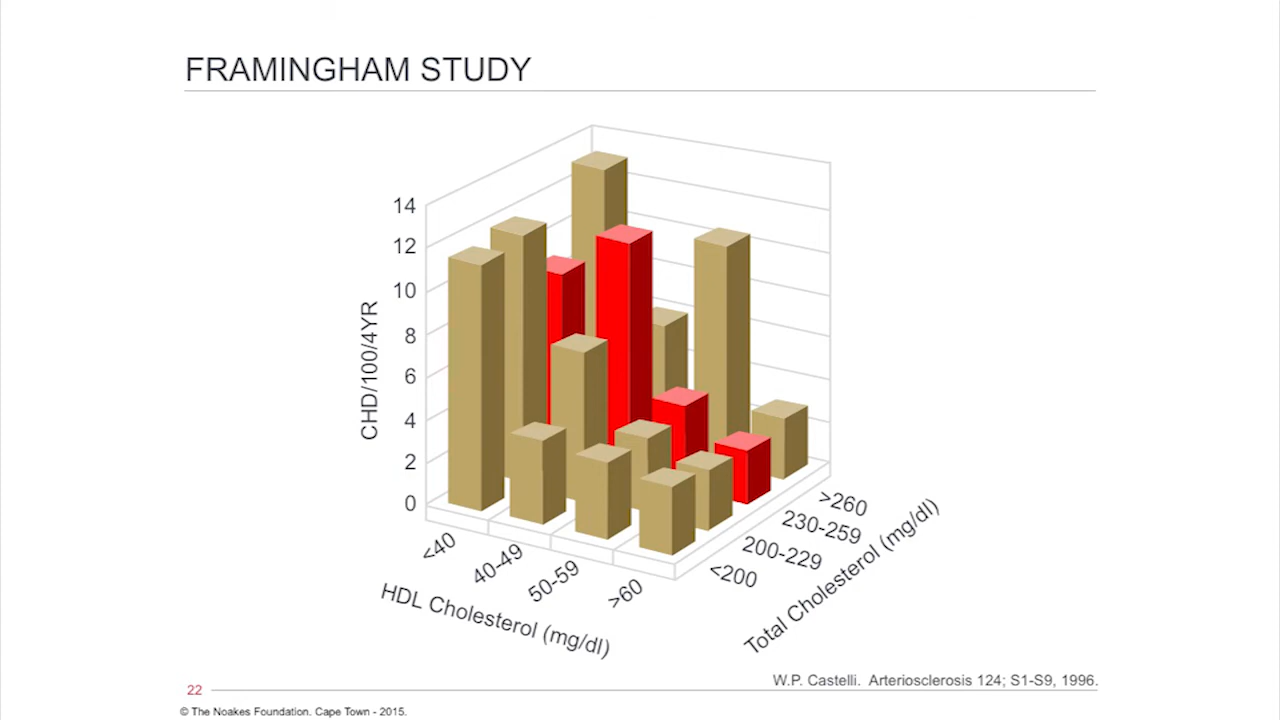 FRAMINGHAM STUDY
CHD/100/4YR
14
12
10
8
6
4
2
0
<40
40-49
50-59
>60
HDL Cholesterol (mg/dl)
>260
230-259
200-229
<200
Total Cholesterol (mg/dl)
W.P. Castelli. Arteriosclerosis 124; S1-S9, 1996.
22
© The Noakes Foundation. Cape Town - 2015.